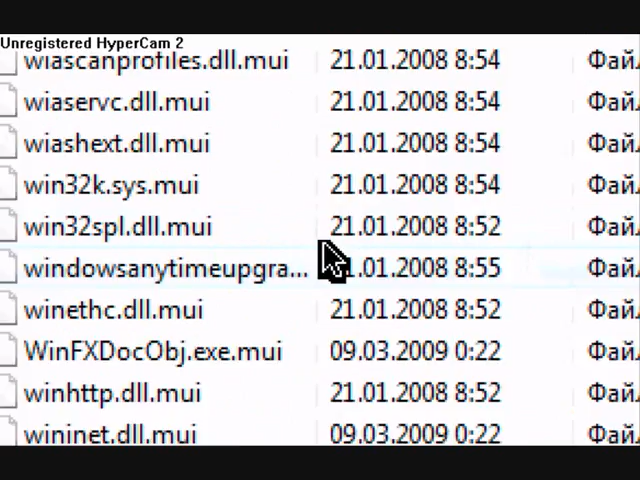 Unregistered HyperCam 2
wiascanprofiles.dll.mui 21.01.2008 8:54 Фай
wiaservc.dll.mui 21.01.2008 8:54 Фай
wiashext.dll.mui 21.01.2008 8:54 Фай
win32k.sys.mui 21.01.2008 8:54 Фай
win32spl.dll.mui 21.01.2008 8:52 Фай
windowsanytimeupgra... .01.2008 8:55 Фай
winethc.dll.mui 21.01.2008 8:52 Фай
WinFXDocObj.exe.mui 09.03.2009 0:22 Фай
winhttp.dll.mui 21.01.2008 8:52 Фай
wininet.dll.mui 09.03.2009 0:22 Фай